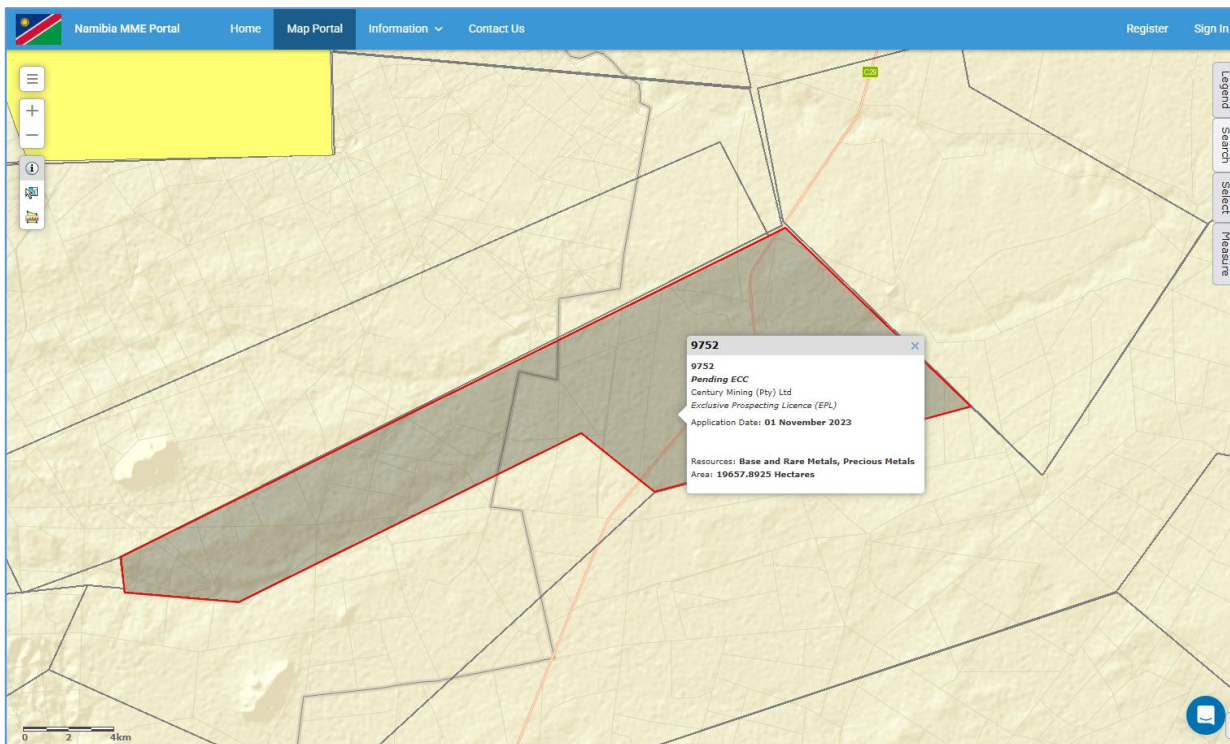 Namibia MME Portal
Home
Map Portal
Information
Contact Us
Register
Sign In
C29
Legend
Search
Select
Measure
9752
9752
Pending ECC
Century Mining (Pty) Ltd
Exclusive Prospecting Licence (EPL)
Application Date: 01 November 2023
Resources: Base and Rare Metals, Precious Metals
Area: 19657.8925 Hectares
0 2 4km